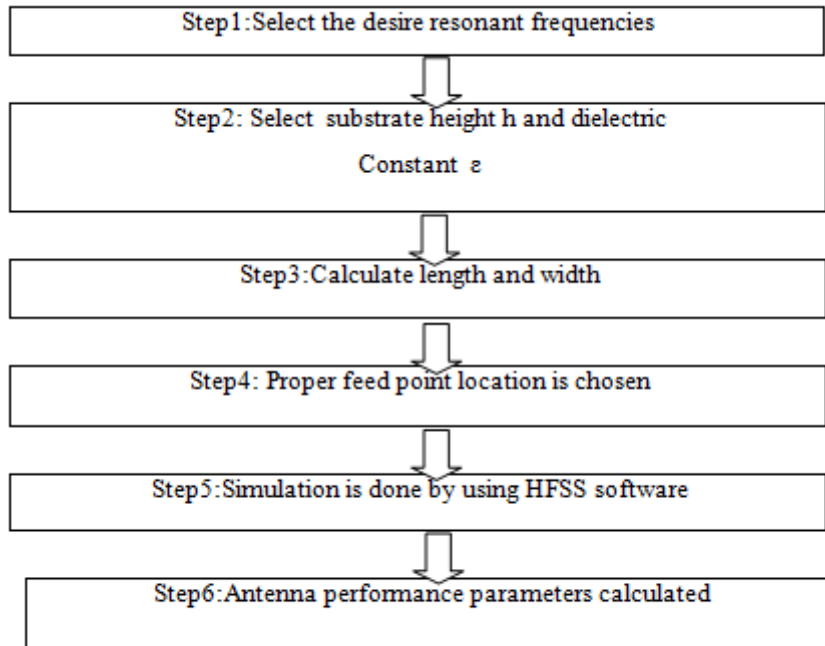 Step1:Select the desire resonant frequencies
Step2: Select substrate height h and dielectric
Constant ε
Step3:Calculate length and width
Step4: Proper feed point location is chosen
Step5:Simulation is done by using HFSS software
Step6:Antenna performance parameters calculated